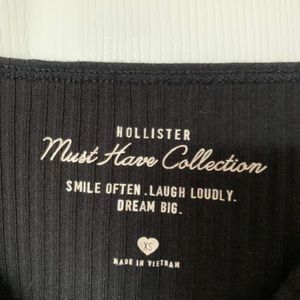 HOLLISTER
Must Have Collection
SMILE OFTEN .LAUGH LOUDLY.
DREAM BIG.
XS
MADE IN VIETNAM